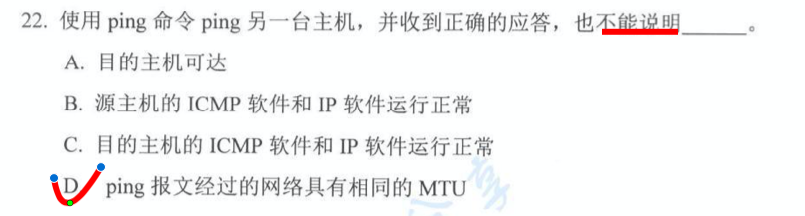 22. 使用 ping 命令 ping 另一台主机，并收到正确的应答，也不能说明______。
A. 目的主机可达
B. 源主机的 ICMP 软件和 IP 软件运行正常
C. 目的主机的 ICMP 软件和 IP 软件运行正常
D. ping 报文经过的网络具有相同的 MTU